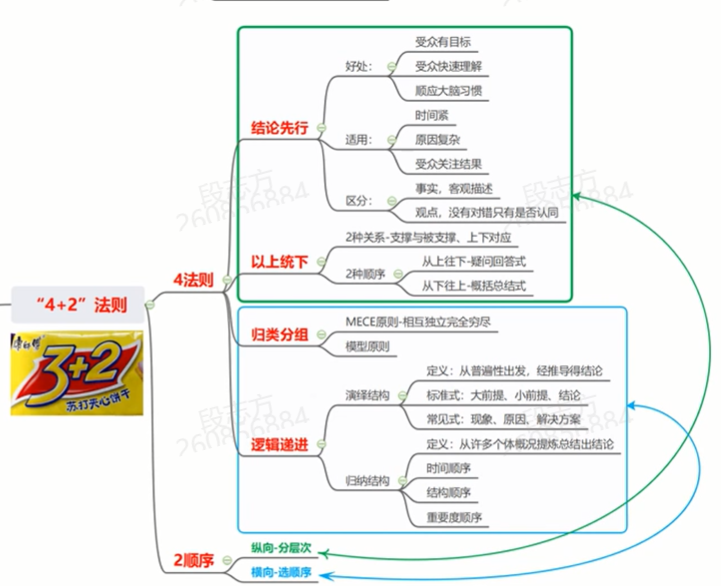 “4+2”法则
康师傅
3+2
苏打夹心饼干
4法则
结论先行
好处：
受众有目标
受众快速理解
顺应大脑习惯
适用：
时间紧
原因复杂
受众关注结果
区分：
事实，客观描述
观点，没有对错只有是否认同
以上统下
2种关系-支撑与被支撑、上下对应
2种顺序
从上往下-疑问回答式
从下往上-概括总结式
归类分组
MECE原则-相互独立完全穷尽
模型原则
逻辑递进
演绎结构
定义：从普遍性出发，经推导得结论
标准式：大前提、小前提、结论
常见式：现象、原因、解决方案
归纳结构
定义：从许多个体概况提炼总结出结论
时间顺序
结构顺序
重要度顺序
2顺序
纵向-分层次
横向-选顺序
段志方
段志方
段志方
段志方